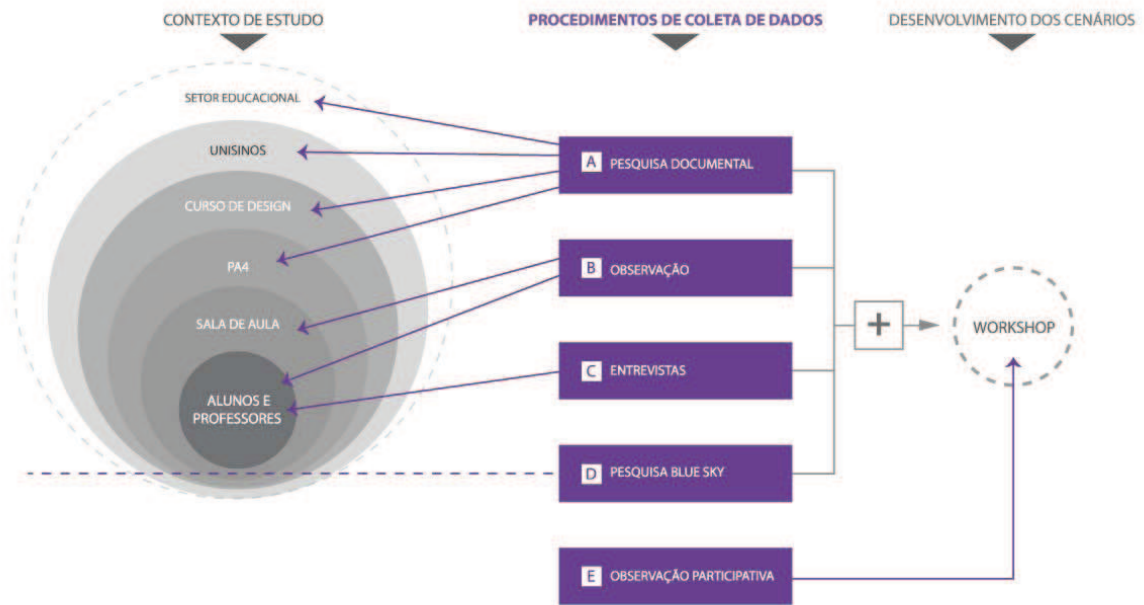 CONTEXTO DE ESTUDO
PROCEDIMENTOS DE COLETA DE DADOS
DESENVOLVIMENTO DOS CENÁRIOS
SETOR EDUCACIONAL
UNISINOS
CURSO DE DESIGN
PA4
SALA DE AULA
ALUNOS E
PROFESSORES
A PESQUISA DOCUMENTAL
B OBSERVAÇÃO
C ENTREVISTAS
D PESQUISA BLUE SKY
E OBSERVAÇÃO PARTICIPATIVA
+
WORKSHOP